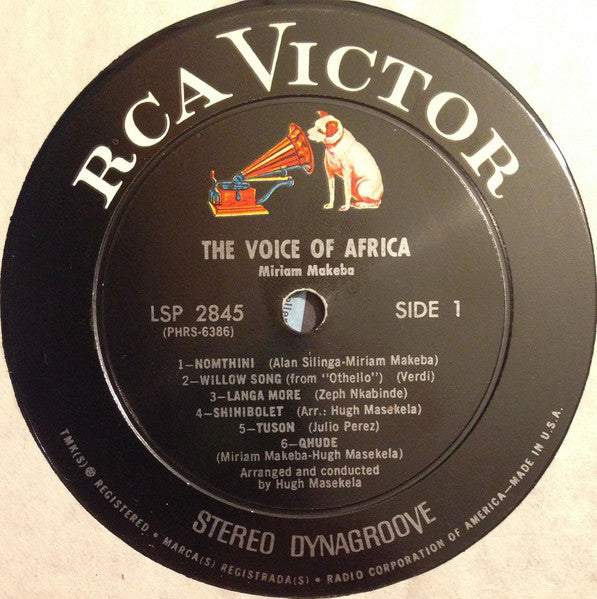 RCA VICTOR
THE VOICE OF AFRICA
Miriam Makeba
LSP 2845
(PHRS-6386)
SIDE 1
1—NOMTHINI (Alan Silinga-Miriam Makeba)
2—WILLOW SONG (from "Othello") (Verdi)
3—LANGA MORE (Zeph Nkabinde)
4—SHIHIBOLET (Arr.: Hugh Masekela)
5—TUSON (Julio Perez)
6—QHUDE
(Miriam Makeba-Hugh Masekela)
Arranged and conducted
by Hugh Masekela
STEREO DYNAGROOVE
TMK(S) ® REGISTERED • MARCA(S) REGISTRADA(S) • RADIO CORPORATION OF AMERICA—MADE IN U.S.A.